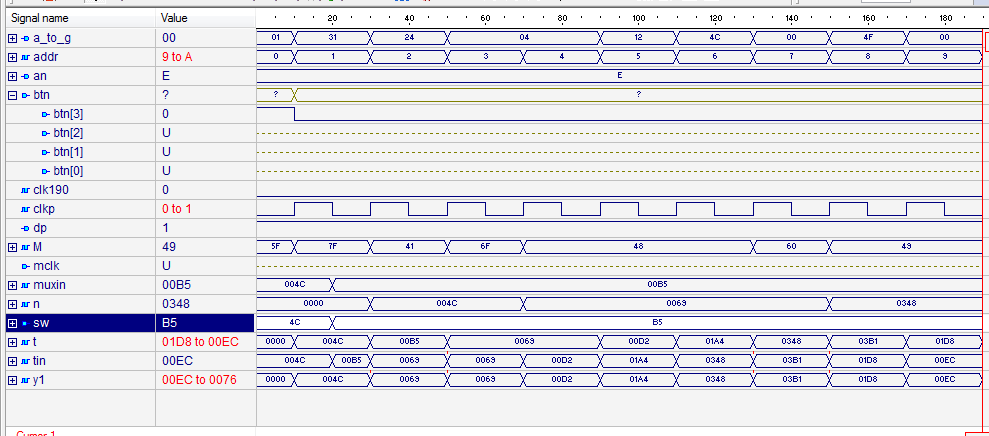 Signal name Value 20 40 60 80 100 120 140 160 180
a_to_g 00 01 31 24 04 12 4C 00 4F 00
addr 9 to A 0 1 2 3 4 5 6 7 8 9
an E E
btn ? ? ?
btn[3] 0
btn[2] U
btn[1] U
btn[0] U
clk190 0
clkp 0 to 1
dp 1
M 49 5F 7F 41 6F 48 60 49
mclk U
muxin 00B5 004C 00B5
n 0348 0000 004C 0069 0348
sw B5 4C B5
t 01D8 to 00EC 0000 004C 00B5 0069 00D2 01A4 0348 03B1 01D8
tin 00EC 004C 00B5 0069 0069 00D2 01A4 0348 03B1 01D8 00EC
y1 00EC to 0076 0000 004C 0069 0069 00D2 01A4 0348 03B1 01D8 00EC
Cursor 1